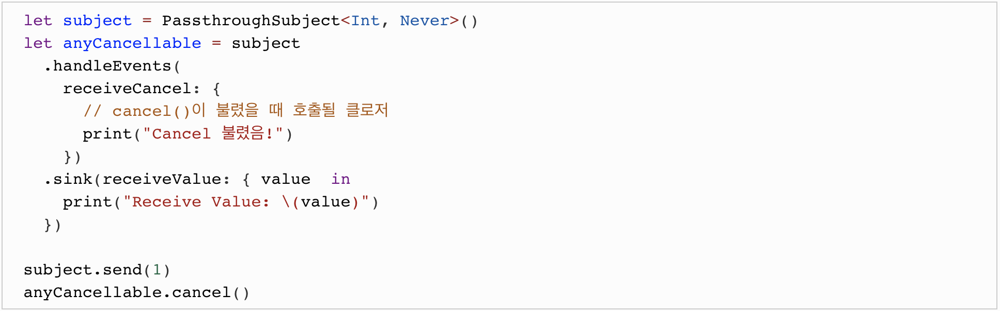 let subject = PassthroughSubject<Int, Never>()
let anyCancellable = subject
  .handleEvents(
    receiveCancel: {
      // cancel()이 불렸을 때 호출될 클로저
      print("Cancel 불렸음!")
    })
  .sink(receiveValue: { value  in
    print("Receive Value: \(value)")
  })

subject.send(1)
anyCancellable.cancel()